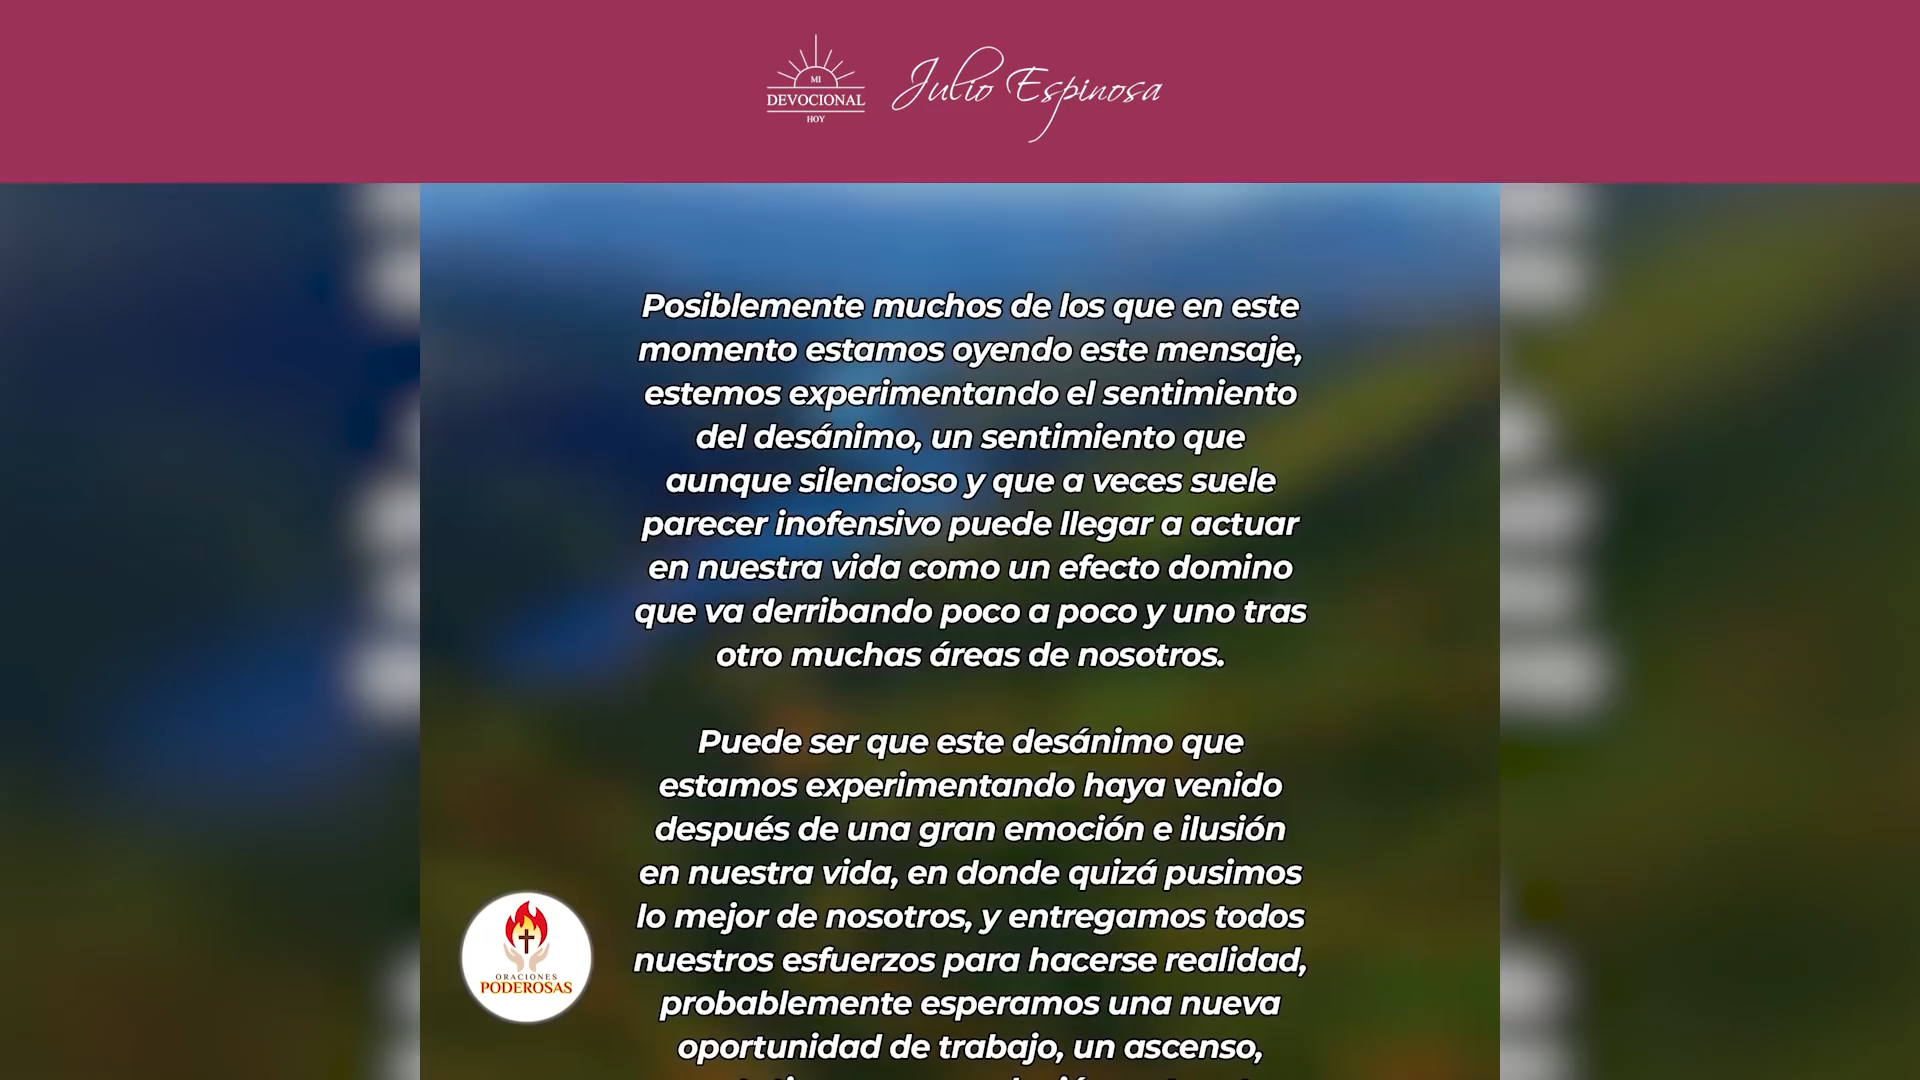 MI
DEVOCIONAL
HOY
Julio Espinosa
Posiblemente muchos de los que en este
momento estamos oyendo este mensaje,
estemos experimentando el sentimiento
del desánimo, un sentimiento que
aunque silencioso y que a veces suele
parecer inofensivo puede llegar a actuar
en nuestra vida como un efecto domino
que va derribando poco a poco y uno tras
otro muchas áreas de nosotros.
Puede ser que este desánimo que
estamos experimentando haya venido
después de una gran emoción e ilusión
en nuestra vida, en donde quizá pusimos
lo mejor de nosotros, y entregamos todos
nuestros esfuerzos para hacerse realidad,
probablemente esperamos una nueva
oportunidad de trabajo, un ascenso,
ORACIONES
PODEROSAS